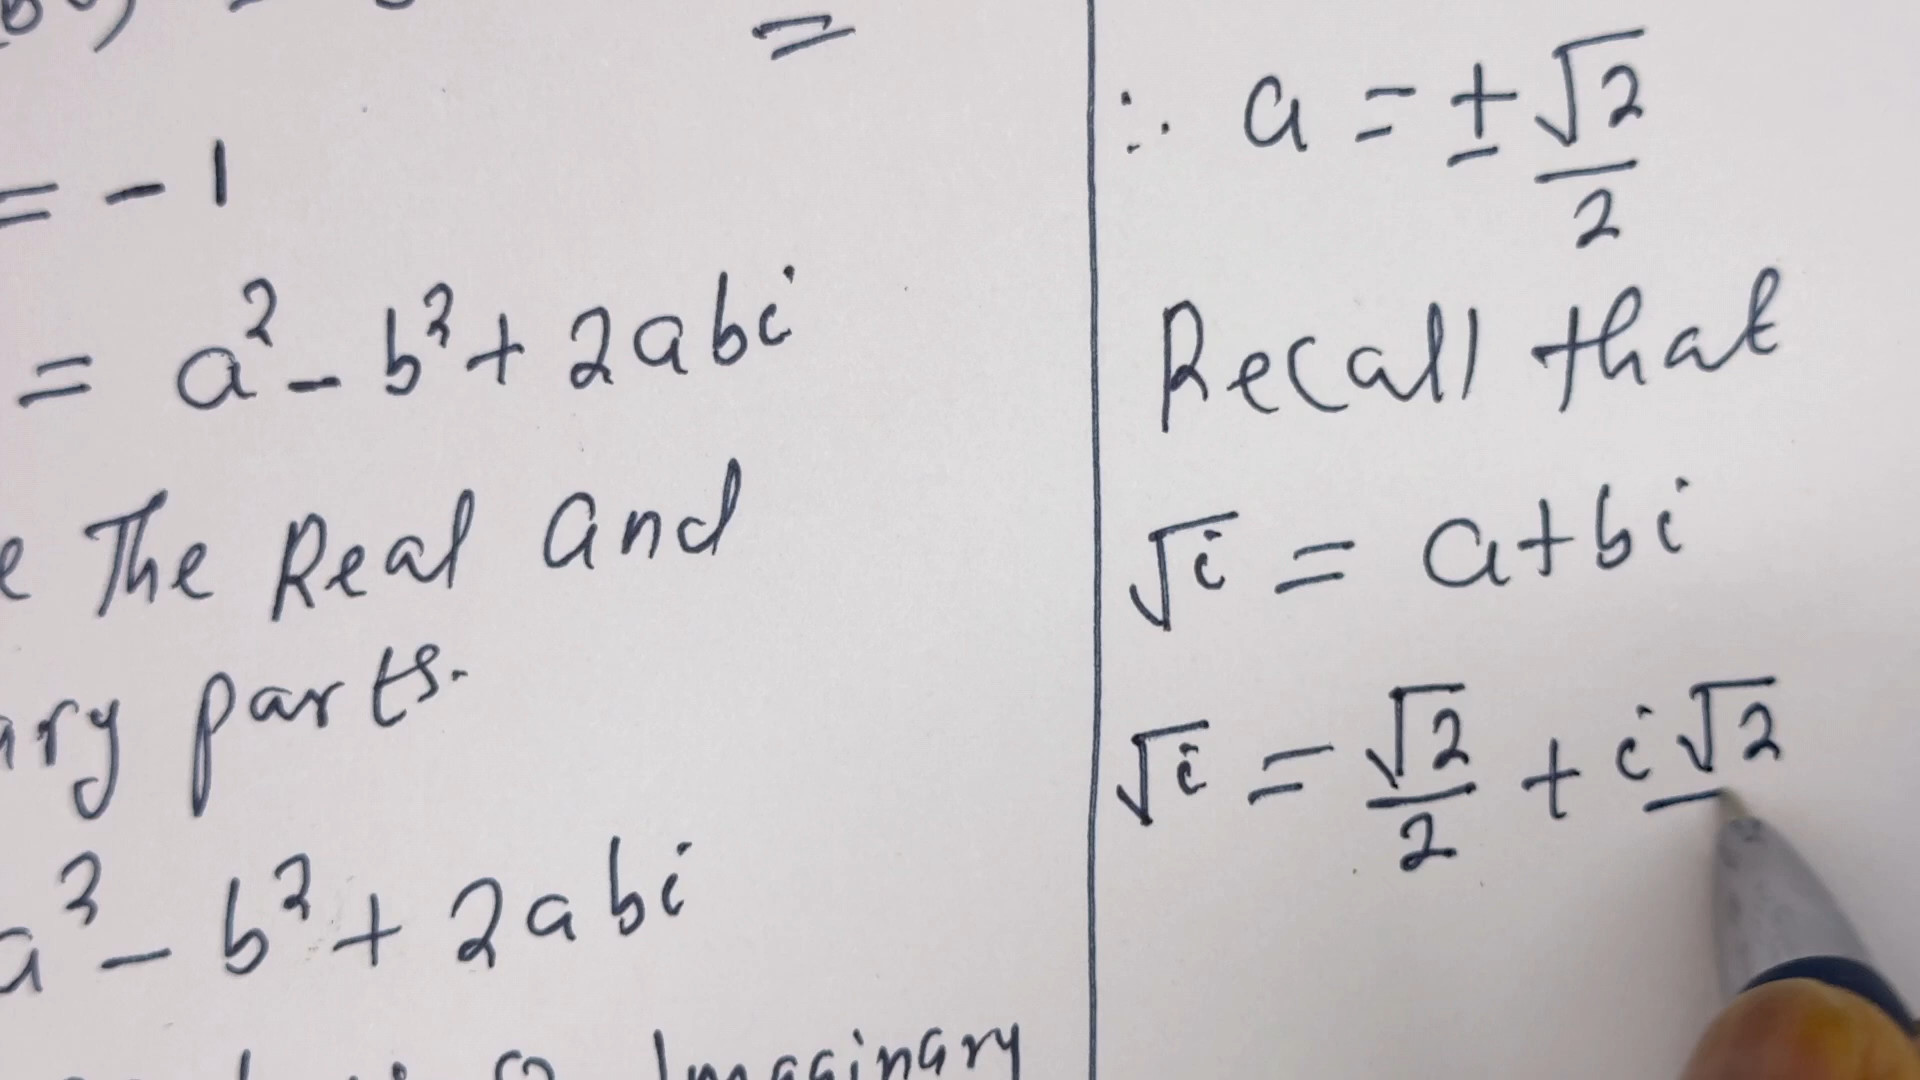 =
= -1
= a² - b² + 2abi
The Real and
parts.
a² - b² + 2abi
Imaginary
∴ a = ± √2/2
Recall that
√i = a+bi
√i = √2/2 + i√2